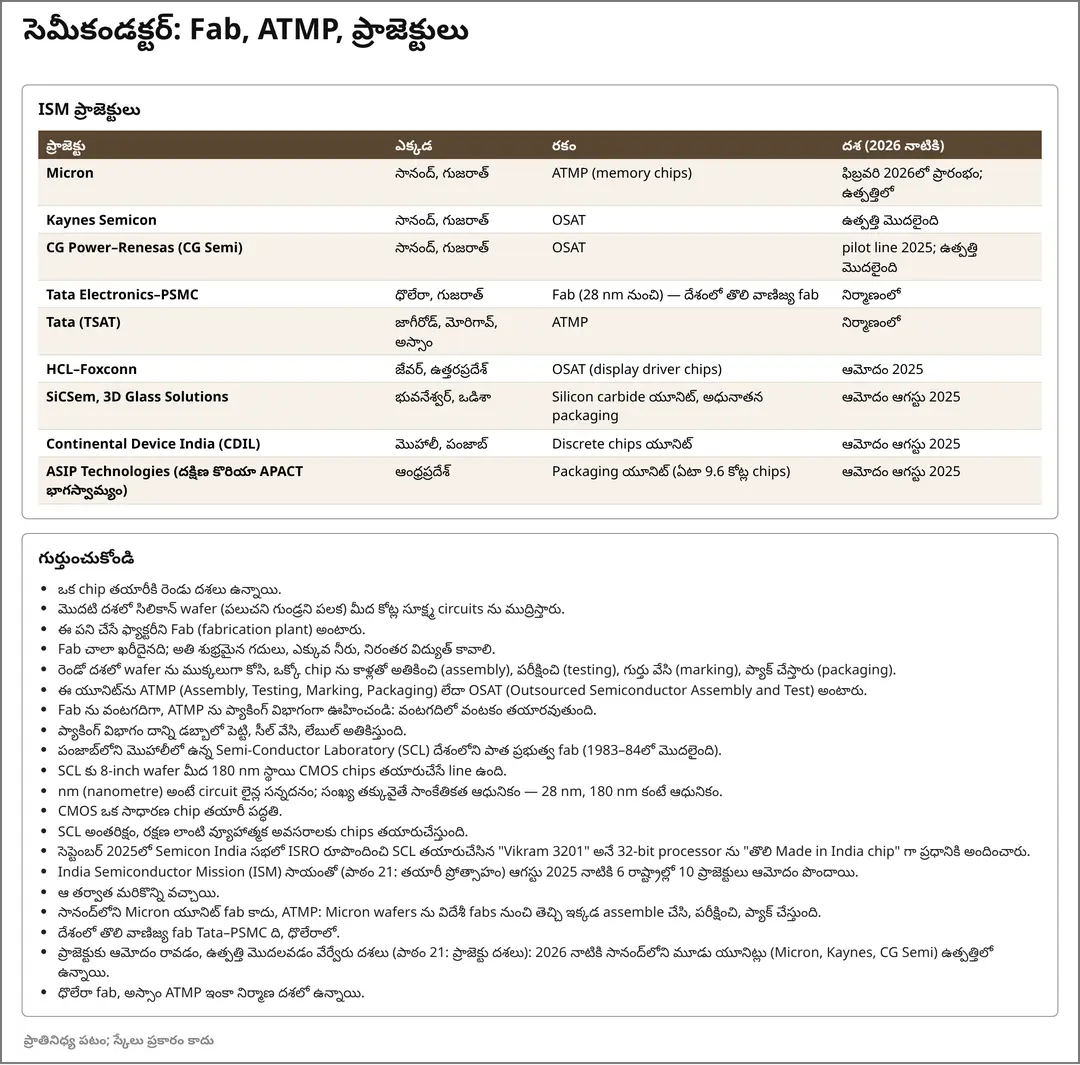 సెమీకండక్టర్: Fab, ATMP, ప్రాజెక్టులు
ISM ప్రాజెక్టులు
ప్రాజెక్టు ఎక్కడ రకం దశ (2026 నాటికి)
Micron సానంద్, గుజరాత్ ATMP (memory chips) ఫిబ్రవరి 2026లో ప్రారంభం;
ఉత్పత్తిలో
Kaynes Semicon సానంద్, గుజరాత్ OSAT ఉత్పత్తి మొదలైంది
CG Power–Renesas (CG Semi) సానంద్, గుజరాత్ OSAT pilot line 2025; ఉత్పత్తి
మొదలైంది
Tata Electronics–PSMC ధొలేరా, గుజరాత్ Fab (28 nm నుంచి) — దేశంలో తొలి వాణిజ్య fab నిర్మాణంలో
Tata (TSAT) జాగీరోడ్, మోరిగావ్, ATMP నిర్మాణంలో
అస్సాం
HCL–Foxconn జేవర్, ఉత్తరప్రదేశ్ OSAT (display driver chips) ఆమోదం 2025
SiCSem, 3D Glass Solutions భువనేశ్వర్, ఒడిశా Silicon carbide యూనిట్, అధునాతన ఆమోదం ఆగస్టు 2025
packaging
Continental Device India (CDIL) మొహాలీ, పంజాబ్ Discrete chips యూనిట్ ఆమోదం ఆగస్టు 2025
ASIP Technologies (దక్షిణ కొరియా APACT ఆంధ్రప్రదేశ్ Packaging యూనిట్ (ఏటా 9.6 కోట్ల chips) ఆమోదం ఆగస్టు 2025
భాగస్వామ్యం)
గుర్తుంచుకోండి
• ఒక chip తయారీకి రెండు దశలు ఉన్నాయి.
• మొదటి దశలో సిలికాన్ wafer (పలుచని గుండ్రని పలక) మీద కోట్ల సూక్ష్మ circuits ను ముద్రిస్తారు.
• ఈ పని చేసే ఫ్యాక్టరీని Fab (fabrication plant) అంటారు.
• Fab చాలా ఖరీదైనది; అతి శుభ్రమైన గదులు, ఎక్కువ నీరు, నిరంతర విద్యుత్ కావాలి.
• రెండో దశలో wafer ను ముక్కలుగా కోసి, ఒక్కో chip ను కాళ్లతో అతికించి (assembly), పరీక్షించి (testing), గుర్తు వేసి (marking), ప్యాక్ చేస్తారు (packaging).
• ఈ యూనిట్‌ను ATMP (Assembly, Testing, Marking, Packaging) లేదా OSAT (Outsourced Semiconductor Assembly and Test) అంటారు.
• Fab ను వంటగదిగా, ATMP ను ప్యాకింగ్ విభాగంగా ఊహించండి: వంటగదిలో వంటకం తయారవుతుంది.
• ప్యాకింగ్ విభాగం దాన్ని డబ్బాలో పెట్టి, సీల్ వేసి, లేబుల్ అతికిస్తుంది.
• పంజాబ్‌లోని మొహాలీలో ఉన్న Semi-Conductor Laboratory (SCL) దేశంలోని పాత ప్రభుత్వ fab (1983–84లో మొదలైంది).
• SCL కు 8-inch wafer మీద 180 nm స్థాయి CMOS chips తయారుచేసే line ఉంది.
• nm (nanometre) అంటే circuit లైన్ల సన్నదనం; సంఖ్య తక్కువైతే సాంకేతికత ఆధునికం — 28 nm, 180 nm కంటే ఆధునికం.
• CMOS ఒక సాధారణ chip తయారీ పద్ధతి.
• SCL అంతరిక్షం, రక్షణ లాంటి వ్యూహాత్మక అవసరాలకు chips తయారుచేస్తుంది.
• సెప్టెంబర్ 2025లో Semicon India సభలో ISRO రూపొందించి SCL తయారుచేసిన "Vikram 3201" అనే 32-bit processor ను "తొలి Made in India chip" గా ప్రధానికి అందించారు.
• India Semiconductor Mission (ISM) సాయంతో (పాఠం 21: తయారీ ప్రోత్సాహం) ఆగస్టు 2025 నాటికి 6 రాష్ట్రాల్లో 10 ప్రాజెక్టులు ఆమోదం పొందాయి.
• ఆ తర్వాత మరికొన్ని వచ్చాయి.
• సానంద్‌లోని Micron యూనిట్ fab కాదు, ATMP: Micron wafers ను విదేశీ fabs నుంచి తెచ్చి ఇక్కడ assemble చేసి, పరీక్షించి, ప్యాక్ చేస్తుంది.
• దేశంలో తొలి వాణిజ్య fab Tata–PSMC ది, ధొలేరాలో.
• ప్రాజెక్టుకు ఆమోదం రావడం, ఉత్పత్తి మొదలవడం వేర్వేరు దశలు (పాఠం 21: ప్రాజెక్టు దశలు): 2026 నాటికి సానంద్‌లోని మూడు యూనిట్లు (Micron, Kaynes, CG Semi) ఉత్పత్తిలో
ఉన్నాయి.
• ధొలేరా fab, అస్సాం ATMP ఇంకా నిర్మాణ దశలో ఉన్నాయి.
ప్రాతినిధ్య పటం; స్కేలు ప్రకారం కాదు